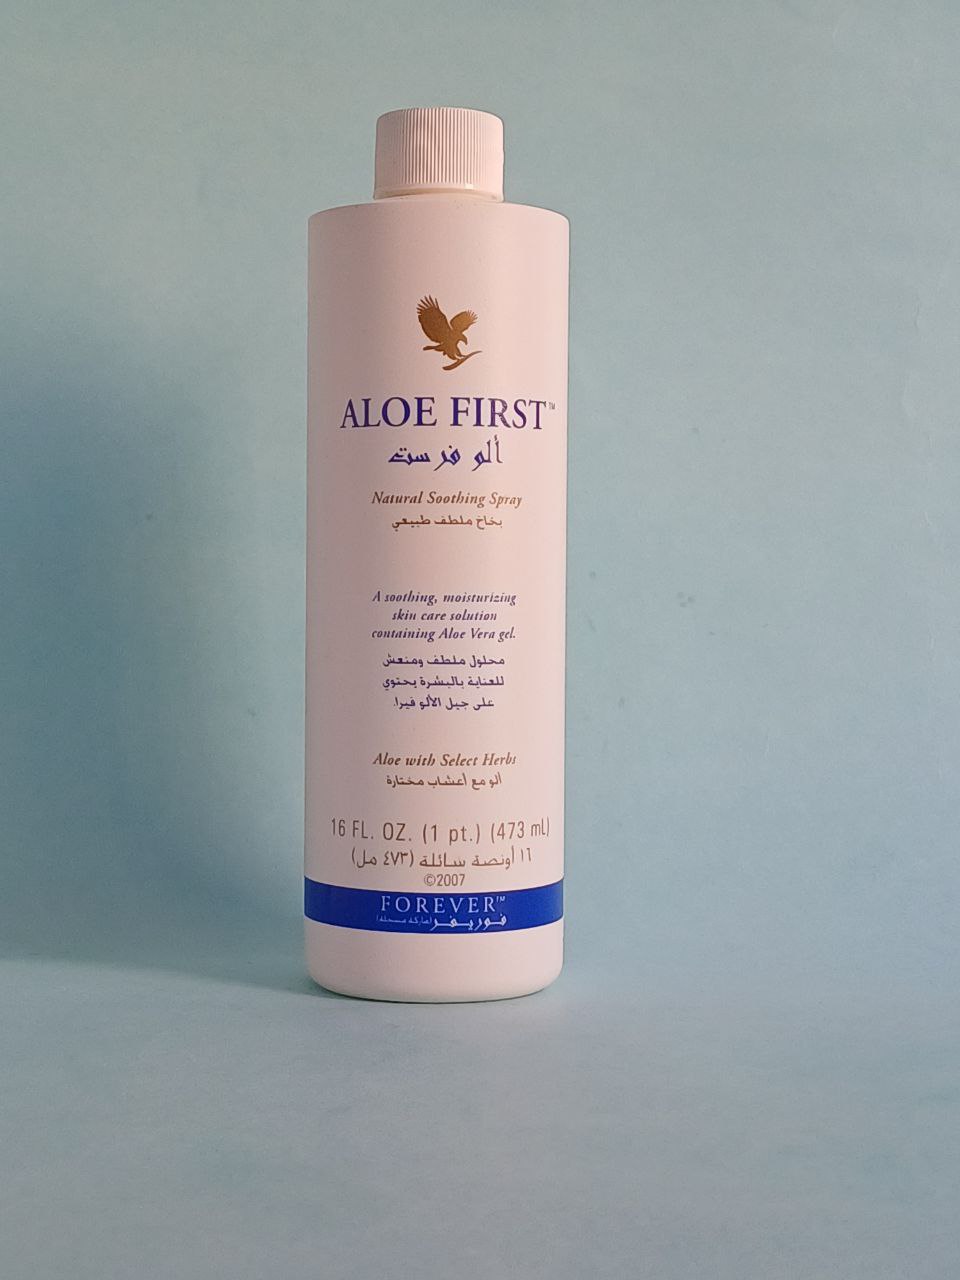 ALOE FIRST™
ألو فرست
Natural Soothing Spray
بخاخ ملطف طبيعي
A soothing, moisturizing
skin care solution
containing Aloe Vera gel.
محلول ملطف ومنعش
للعناية بالبشرة يحتوي
على جيل الألو فيرا.
Aloe with Select Herbs
ألو مع أعشاب مختارة
16 FL. OZ. (1 pt.) (473 mL)
١٦ أونصة سائلة (٤٧٣ مل)
©2007
FOREVER™
فوريفر (ماركة مسجلة)